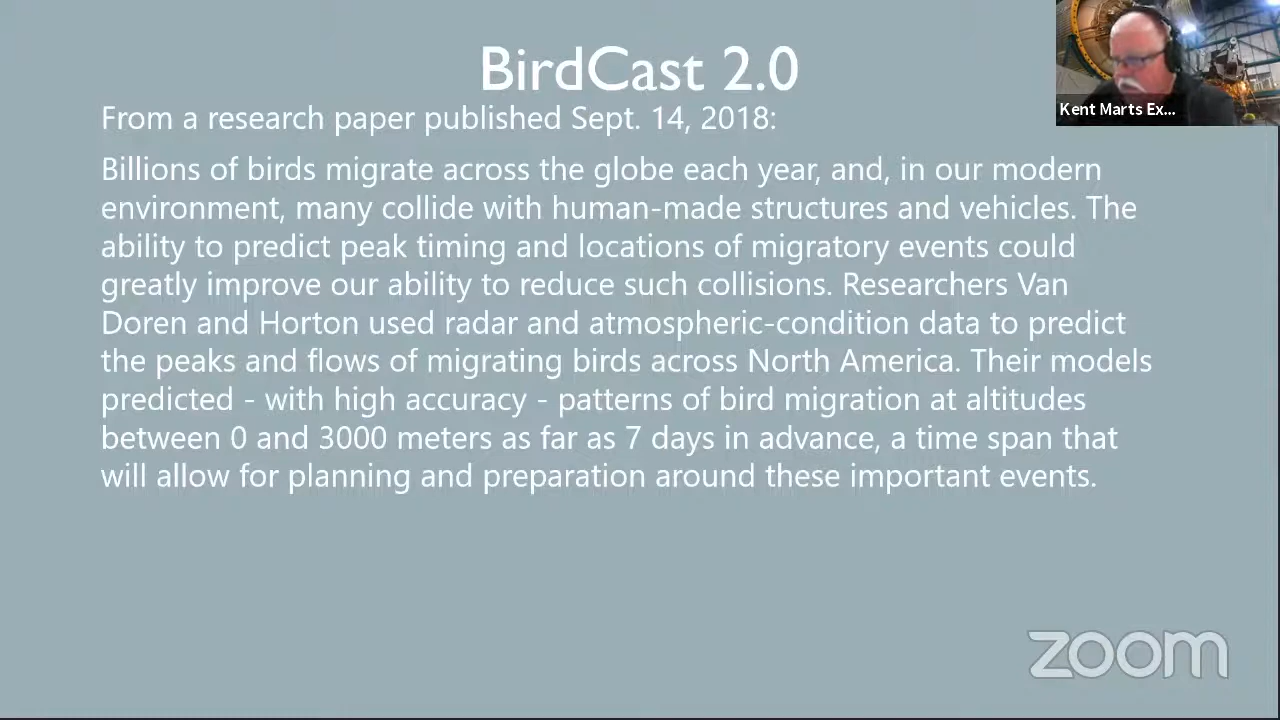 BirdCast 2.0
From a research paper published Sept. 14, 2018:
Billions of birds migrate across the globe each year, and, in our modern
environment, many collide with human-made structures and vehicles. The
ability to predict peak timing and locations of migratory events could
greatly improve our ability to reduce such collisions. Researchers Van
Doren and Horton used radar and atmospheric-condition data to predict
the peaks and flows of migrating birds across North America. Their models
predicted - with high accuracy - patterns of bird migration at altitudes
between 0 and 3000 meters as far as 7 days in advance, a time span that
will allow for planning and preparation around these important events.
Kent Marts Ex...
zoom